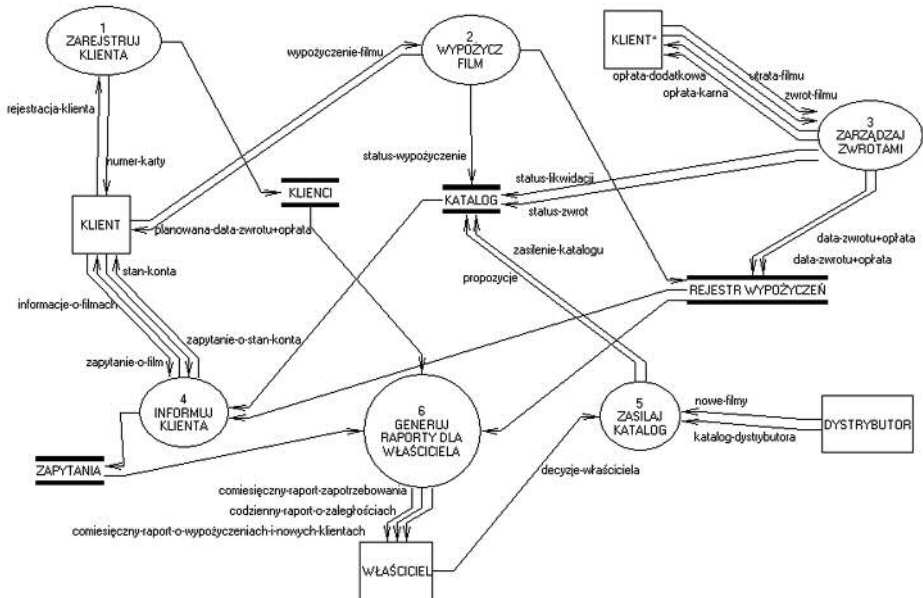 1
ZAREJESTRUJ
KLIENTA
2
WYPOŻYCZ
FILM
KLIENT*
wypożyczenie-filmu
opłata-dodatkowa
utrata-filmu
opłata-karna
zwrot-filmu
rejestracja-klienta
3
ZARZĄDZAJ
ZWROTAMI
numer-karty
status-wypożyczenie
KLIENCI
status-likwidacji
KATALOG
status-zwrot
KLIENT
planowana-data-zwrotu+opłata
data-zwrotu+opłata
zasilenie-katalogu
data-zwrotu+opłata
stan-konta
propozycje
REJESTR WYPOŻYCZEŃ
informacje-o-filmach
zapytanie-o-stan-konta
zapytanie-o-film
4
INFORMUJ
KLIENTA
6
GENERUJ
RAPORTY DLA
WŁAŚCICIELA
5
ZASILAJ
KATALOG
nowe-filmy
DYSTRYBUTOR
katalog-dystrybutora
ZAPYTANIA
decyzje-właściciela
comiesięczny-raport-zapotrzebowania
codzienny-raport-o-zaległościach
comiesięczny-raport-o-wypożyczeniach-i-nowych-klientach
WŁAŚCICIEL